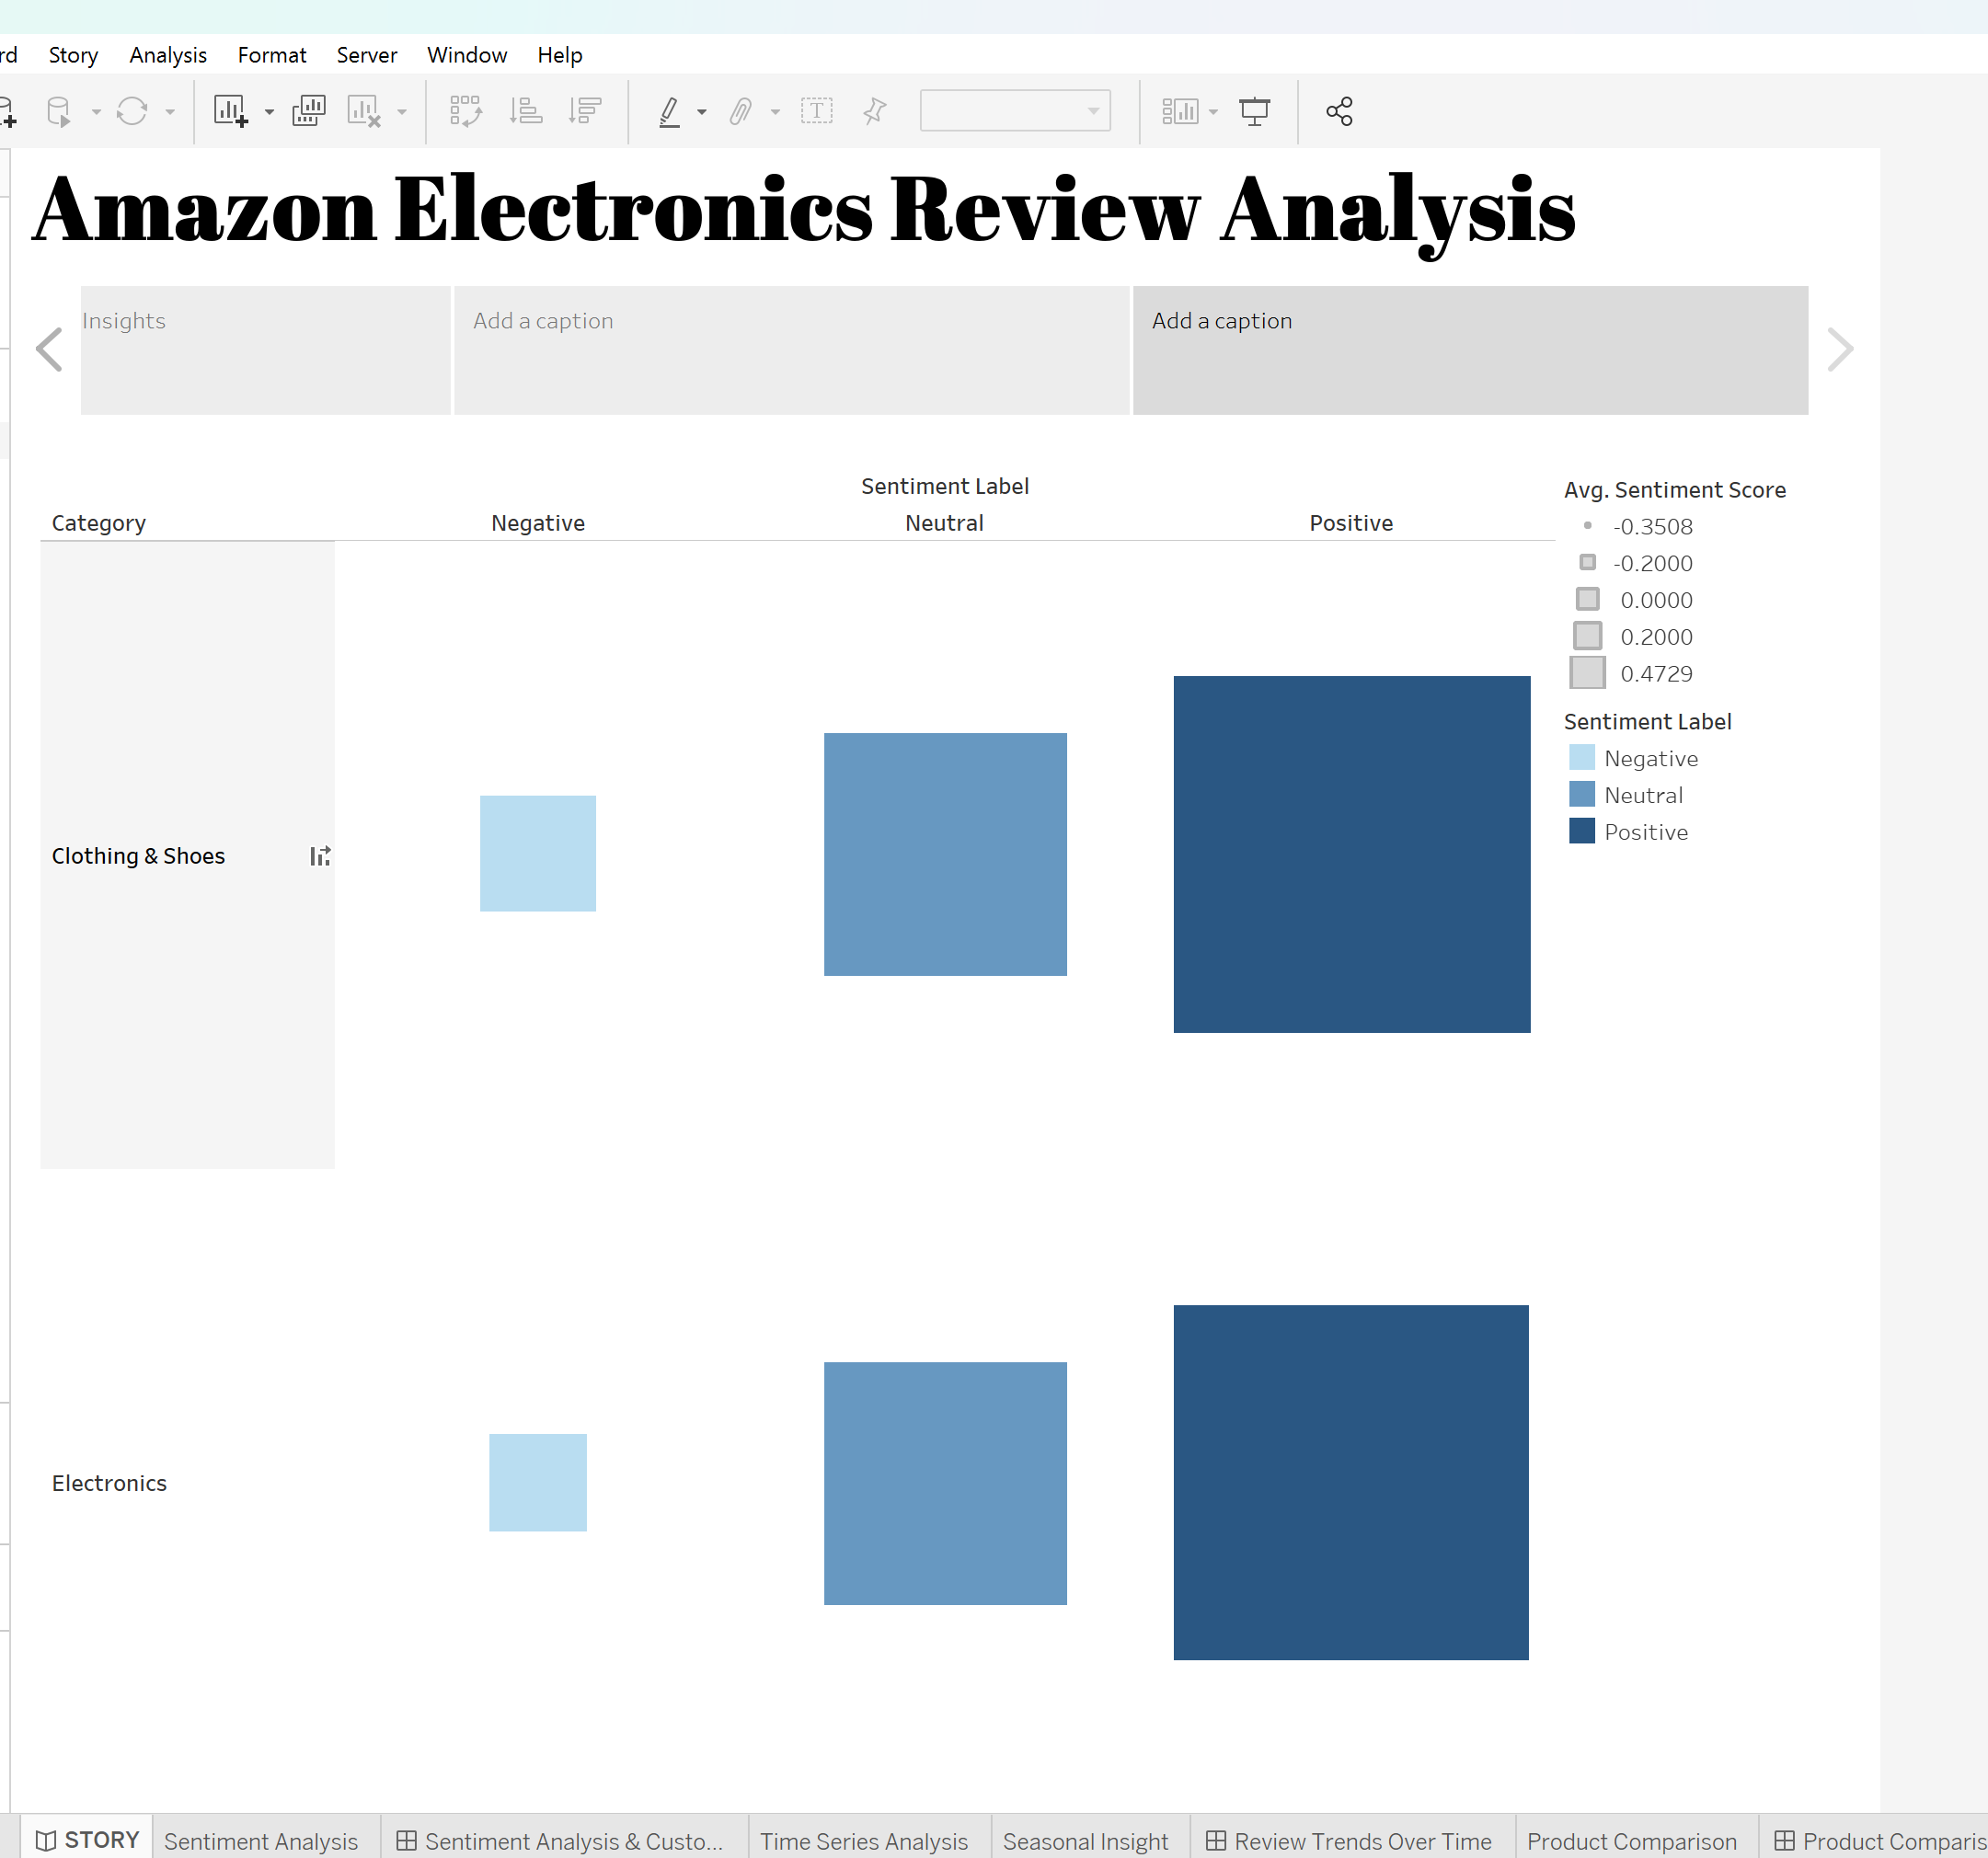 rd Story Analysis Format Server Window Help
T
Amazon Electronics Review Analysis
Insights
Add a caption
Add a caption
Sentiment Label
Category Negative Neutral Positive
Clothing & Shoes
Electronics
Avg. Sentiment Score
-0.3508
-0.2000
0.0000
0.2000
0.4729
Sentiment Label
Negative
Neutral
Positive
STORY Sentiment Analysis Sentiment Analysis & Custo... Time Series Analysis Seasonal Insight Review Trends Over Time Product Comparison Product Comparis